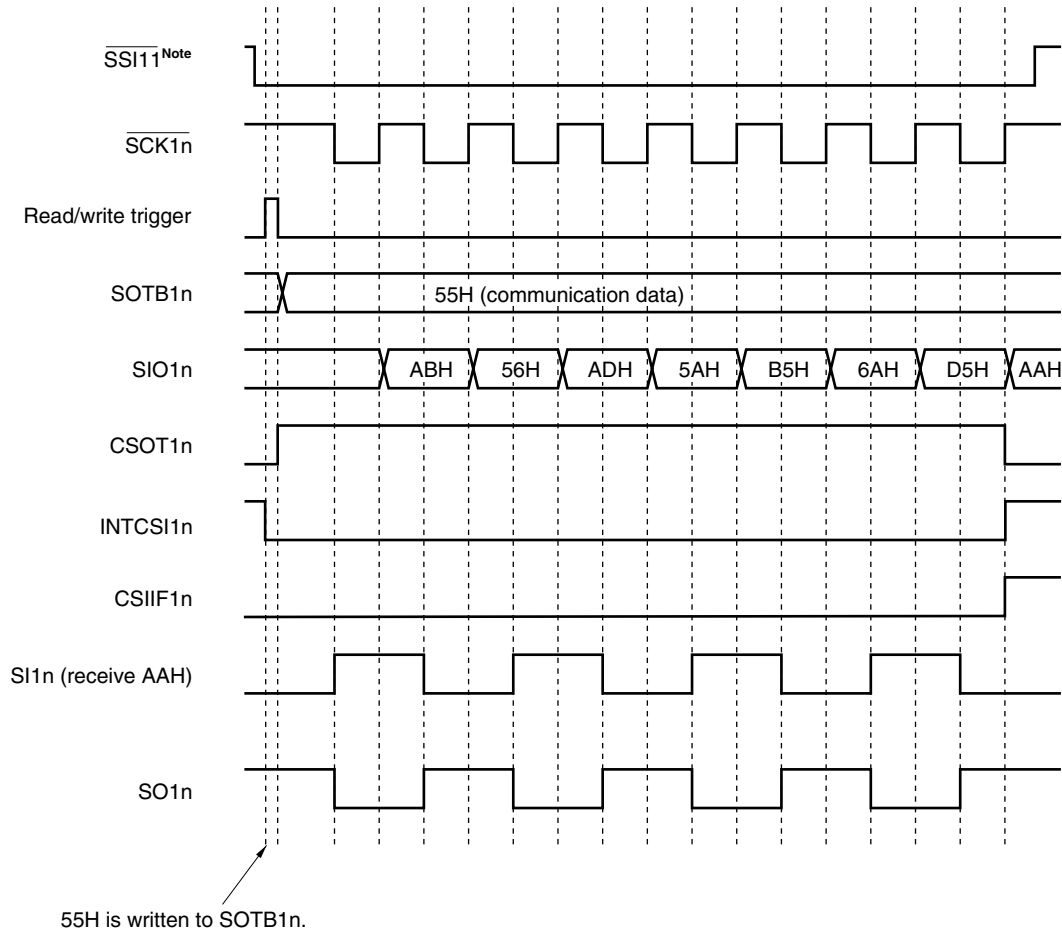 SSI11Note
SCK1n
Read/write trigger
SOTB1n
55H (communication data)
SIO1n
ABH 56H ADH 5AH B5H 6AH D5H AAH
CSOT1n
INTCSI1n
CSIIF1n
SI1n (receive AAH)
SO1n
55H is written to SOTB1n.